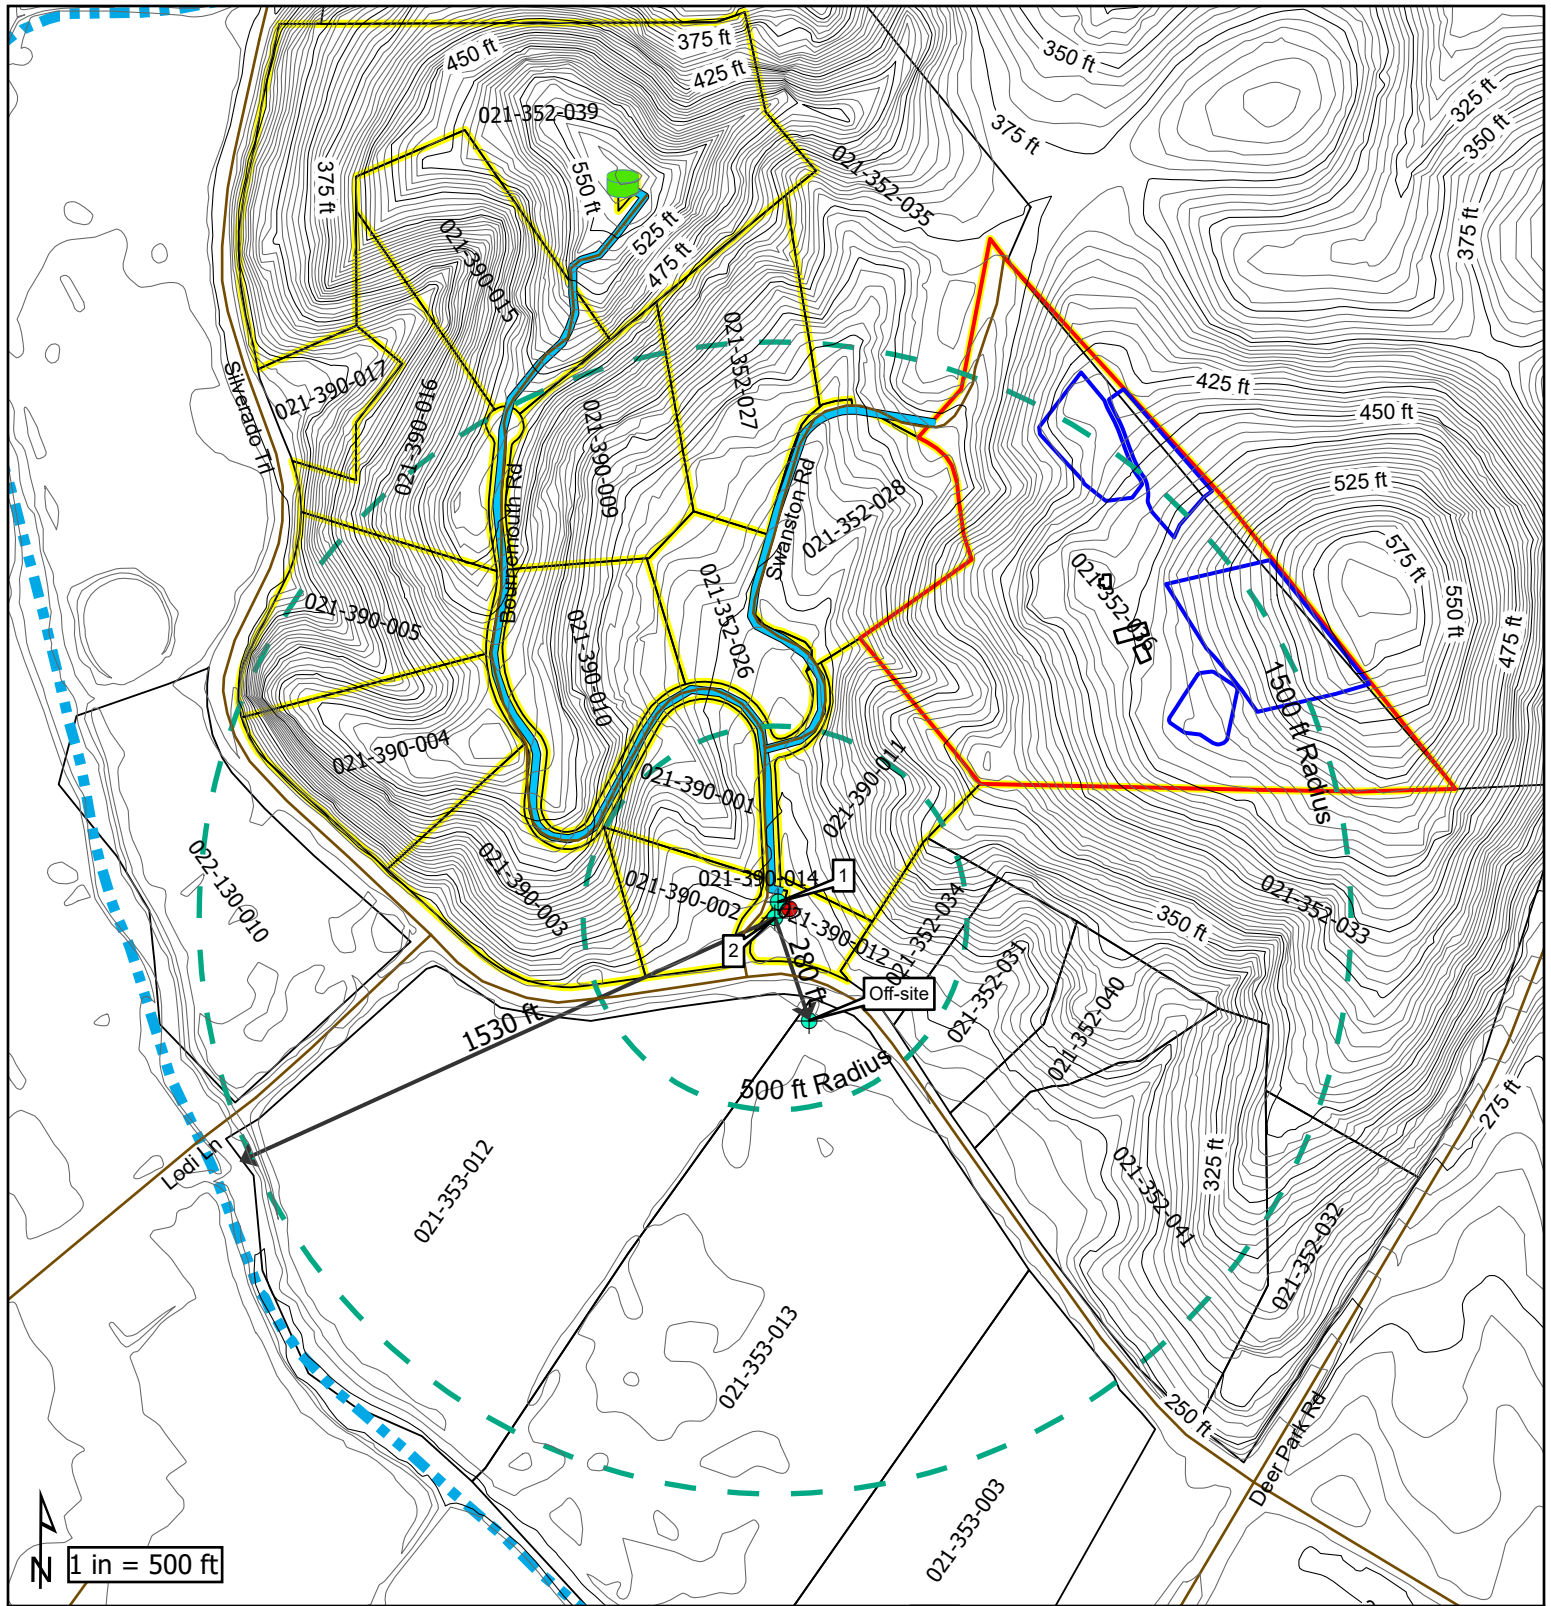 450 ft
375 ft
425 ft
350 ft
325 ft
350 ft
375 ft
021-352-039
021-352-035
375 ft
550 ft
525 ft
475 ft
375 ft
021-390-015
021-352-027
Silverado Trl
021-390-017
021-390-016
021-390-009
425 ft
450 ft
525 ft
575 ft
550 ft
475 ft
Bournemouth Rd
Swanston Rd
021-352-028
021-352-036
021-390-005
021-390-010
021-352-026
1500 ft Radius
021-390-004
021-390-001
021-390-011
022-130-010
021-390-003
021-390-002
021-390-014
1
2
021-390-012
021-352-034
021-352-033
350 ft
021-352-031
021-352-040
280 ft
Off-site
1530 ft
500 ft Radius
275 ft
Lodi Ln
021-353-012
325 ft
021-352-041
021-352-032
021-353-013
250 ft
Deer Park Rd
021-353-003
N
1 in = 500 ft